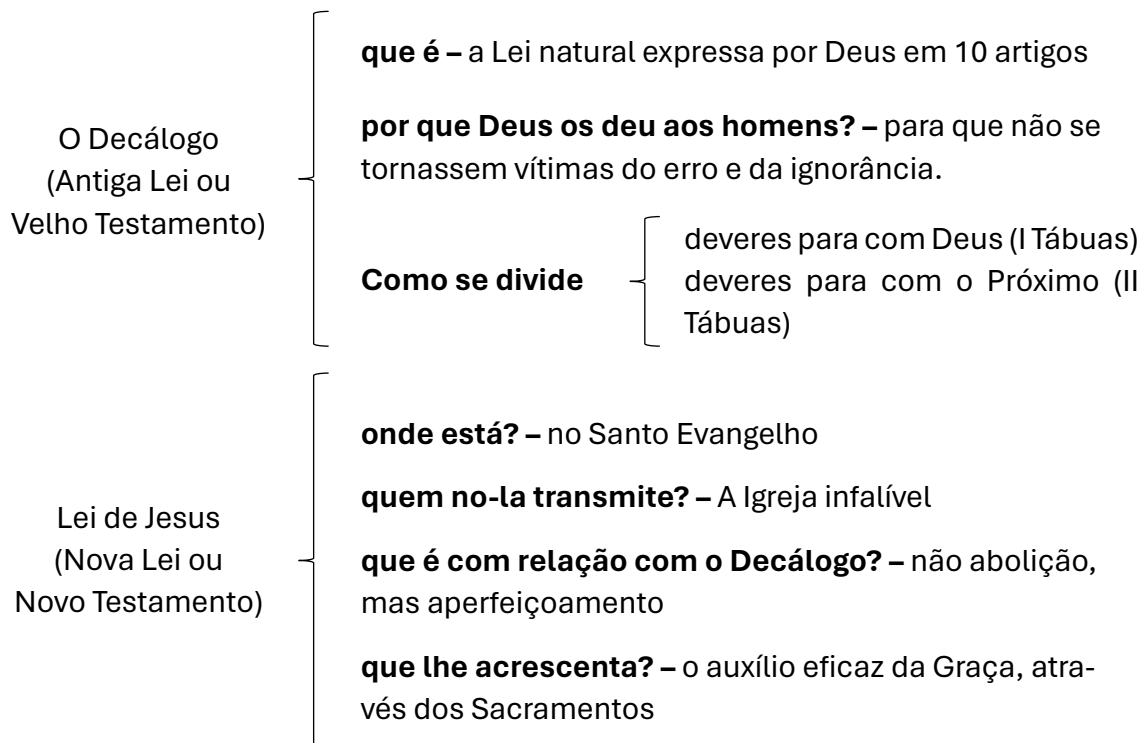 O Decálogo
(Antiga Lei ou
Velho Testamento)
que é – a Lei natural expressa por Deus em 10 artigos
por que Deus os deu aos homens? – para que não se
tornassem vítimas do erro e da ignorância.
Como se divide
deveres para com Deus (I Tábuas)
deveres para com o Próximo (II
Tábuas)
Lei de Jesus
(Nova Lei ou
Novo Testamento)
onde está? – no Santo Evangelho
quem no-la transmite? – A Igreja infalível
que é com relação com o Decálogo? – não abolição,
mas aperfeiçoamento
que lhe acrescenta? – o auxílio eficaz da Graça, atra-
vés dos Sacramentos